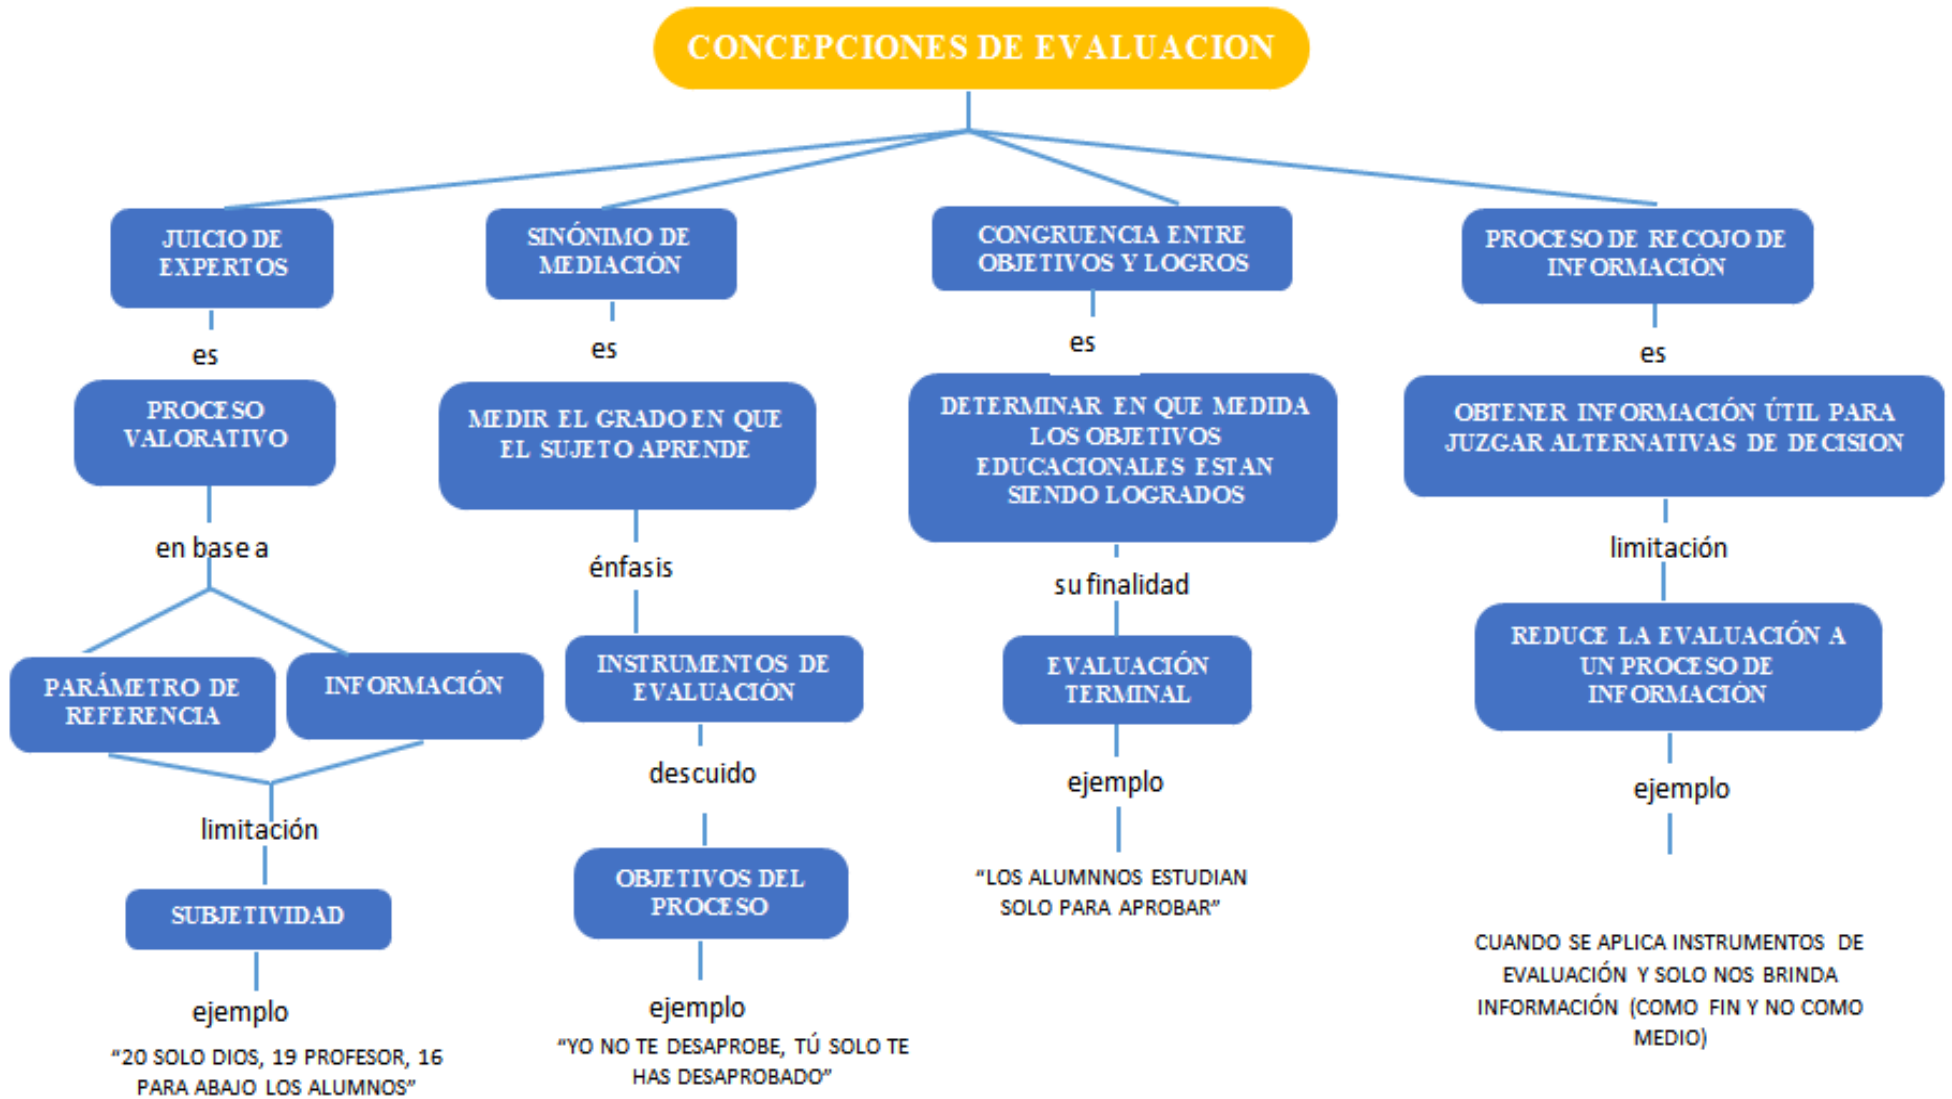 CONCEPCIONES DE EVALUACION
JUICIO DE
EXPERTOS
es
PROCESO
VALORATIVO
en base a
PARÁMETRO DE
REFERENCIA
INFORMACIÓN
limitación
SUBJETIVIDAD
ejemplo
“20 SOLO DIOS, 19 PROFESOR, 16
PARA ABAJO LOS ALUMNOS”
SINÓNIMO DE
MEDIACIÓN
es
MEDIR EL GRADO EN QUE
EL SUJETO APRENDE
énfasis
INSTRUMENTOS DE
EVALUACIÓN
descuido
OBJETIVOS DEL
PROCESO
ejemplo
“YO NO TE DESAPROBE, TÚ SOLO TE
HAS DESAPROBADO”
CONGRUENCIA ENTRE
OBJETIVOS Y LOGROS
es
DETERMINAR EN QUE MEDIDA
LOS OBJETIVOS
EDUCACIONALES ESTAN
SIENDO LOGRADOS
su finalidad
EVALUACIÓN
TERMINAL
ejemplo
“LOS ALUMNNOS ESTUDIAN
SOLO PARA APROBAR”
PROCESO DE RECOJO DE
INFORMACIÓN
es
OBTENER INFORMACIÓN ÚTIL PARA
JUZGAR ALTERNATIVAS DE DECISION
limitación
REDUCE LA EVALUACIÓN A
UN PROCESO DE
INFORMACIÓN
ejemplo
CUANDO SE APLICA INSTRUMENTOS DE
EVALUACIÓN Y SOLO NOS BRINDA
INFORMACIÓN (COMO FIN Y NO COMO
MEDIO)